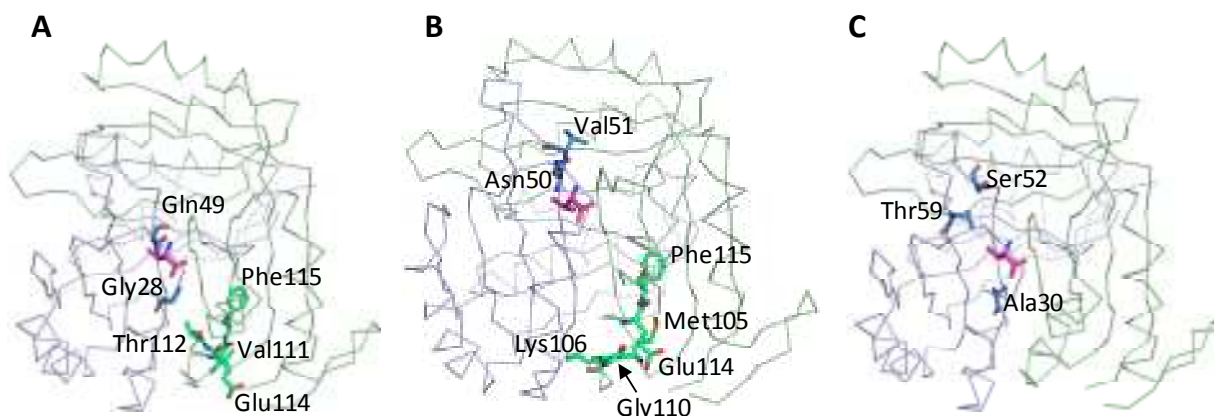 A
Gln49
Gly28
Phe115
Thr112
Val111
Glu114
B
Val51
Asn50
Phe115
Met105
Lys106
Glu114
Gly110
C
Ser52
Thr59
Ala30